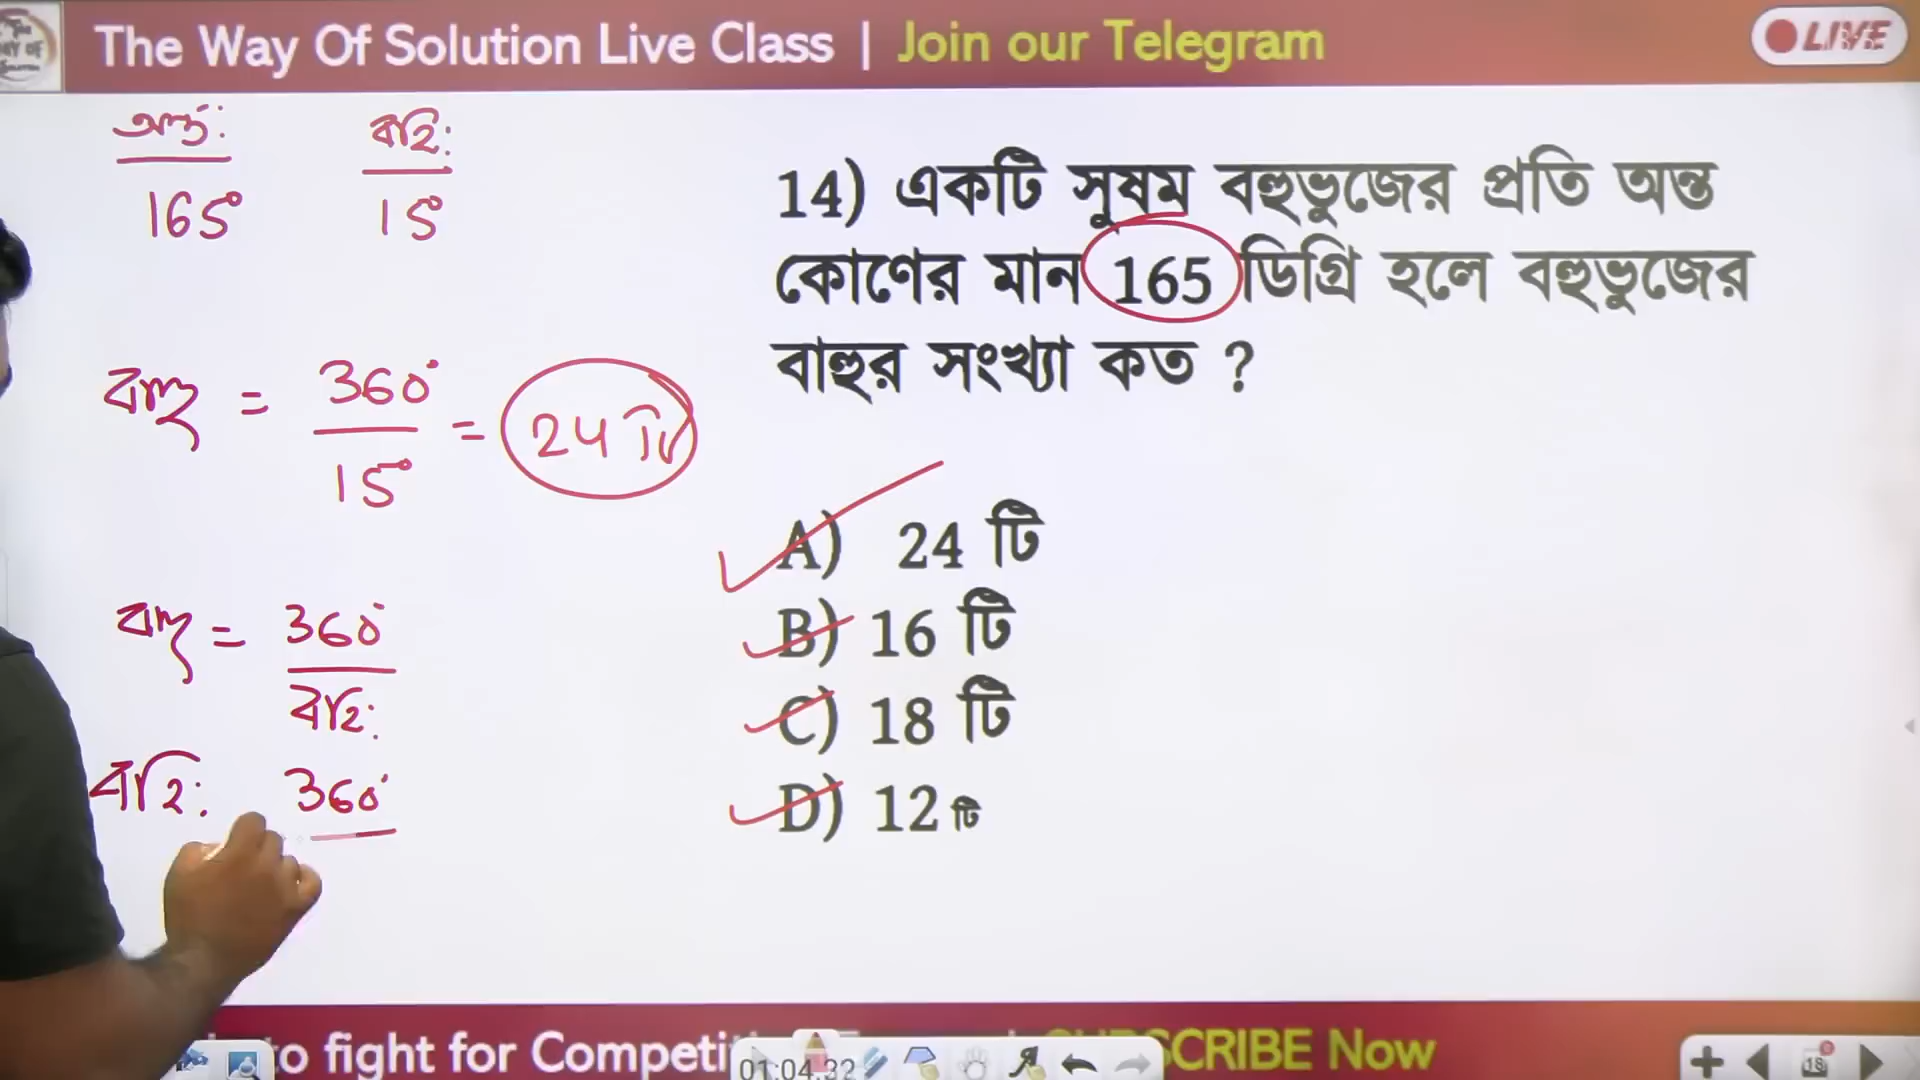 The Way Of Solution Live Class | Join our Telegram
LIVE
অন্ত: বহি:
165° 15°
14) একটি সুষম বহুভুজের প্রতি অন্ত
কোণের মান 165 ডিগ্রি হলে বহুভুজের
বাহুর সংখ্যা কত ?
বাহু = 360° / 15° = 24 টি
A) 24 টি
B) 16 টি
C) 18 টি
D) 12 টি
বাহু = 360° / বহি:
বহি: 360°
to fight for Competi
SCRIBE Now
01:04:32
18